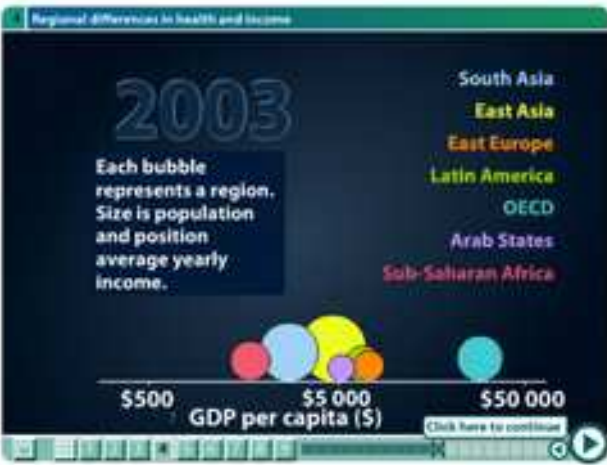 Regional differences in health and income
2003
Each bubble
represents a region.
Size is population
and position
average yearly
income.
South Asia
East Asia
East Europe
Latin America
OECD
Arab States
Sub-Saharan Africa
$500
$5 000
$50 000
GDP per capita ($)
Click here to continue